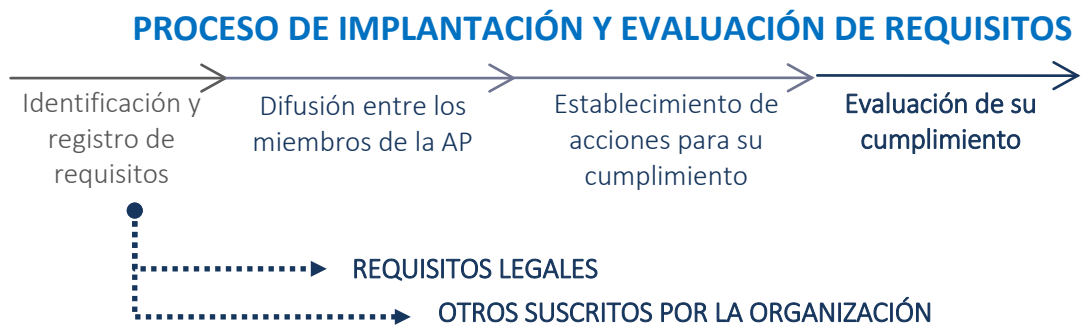 PROCESO DE IMPLANTACIÓN Y EVALUACIÓN DE REQUISITOS
Identificación y
registro de
requisitos
Difusión entre los
miembros de la AP
Establecimiento de
acciones para su
cumplimiento
Evaluación de su
cumplimiento
REQUISITOS LEGALES
OTROS SUSCRITOS POR LA ORGANIZACIÓN